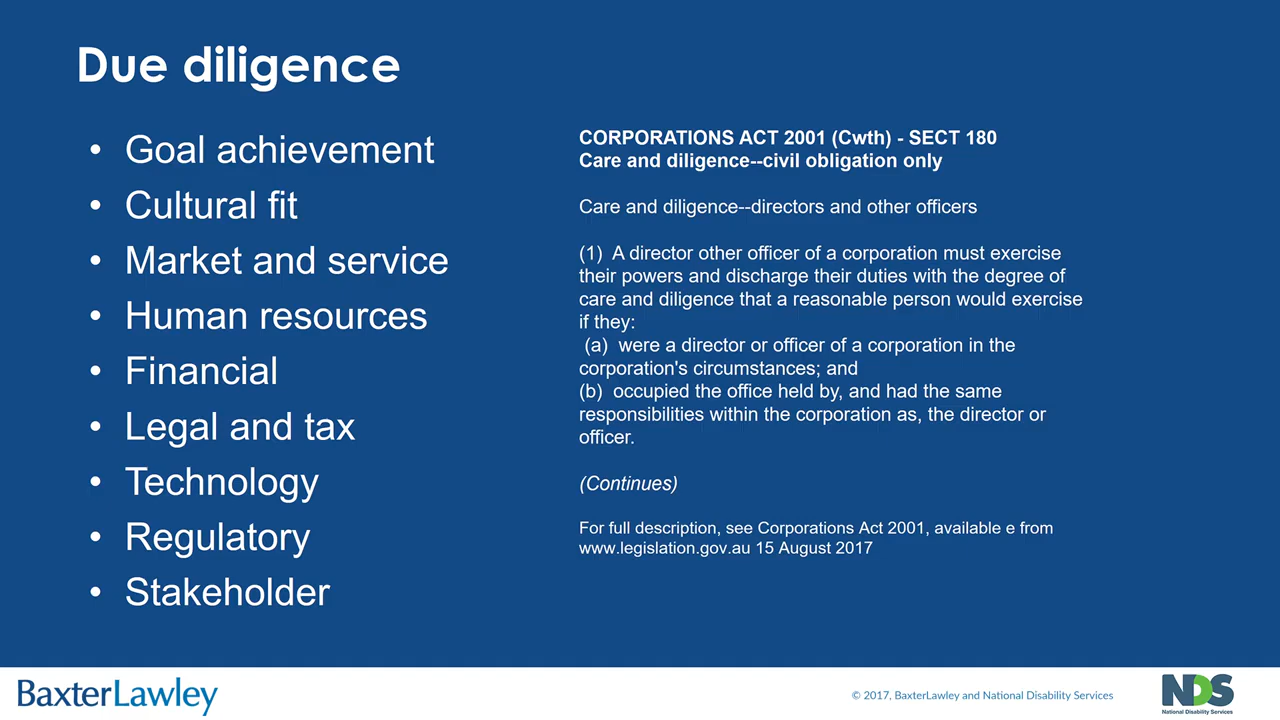 Due diligence
• Goal achievement
• Cultural fit
• Market and service
• Human resources
• Financial
• Legal and tax
• Technology
• Regulatory
• Stakeholder
CORPORATIONS ACT 2001 (Cwth) - SECT 180
Care and diligence--civil obligation only
Care and diligence--directors and other officers
(1) A director other officer of a corporation must exercise
their powers and discharge their duties with the degree of
care and diligence that a reasonable person would exercise
if they:
(a) were a director or officer of a corporation in the
corporation's circumstances; and
(b) occupied the office held by, and had the same
responsibilities within the corporation as, the director or
officer.
(Continues)
For full description, see Corporations Act 2001, available e from
www.legislation.gov.au 15 August 2017
BaxterLawley
© 2017, BaxterLawley and National Disability Services
NDS
National Disability Services